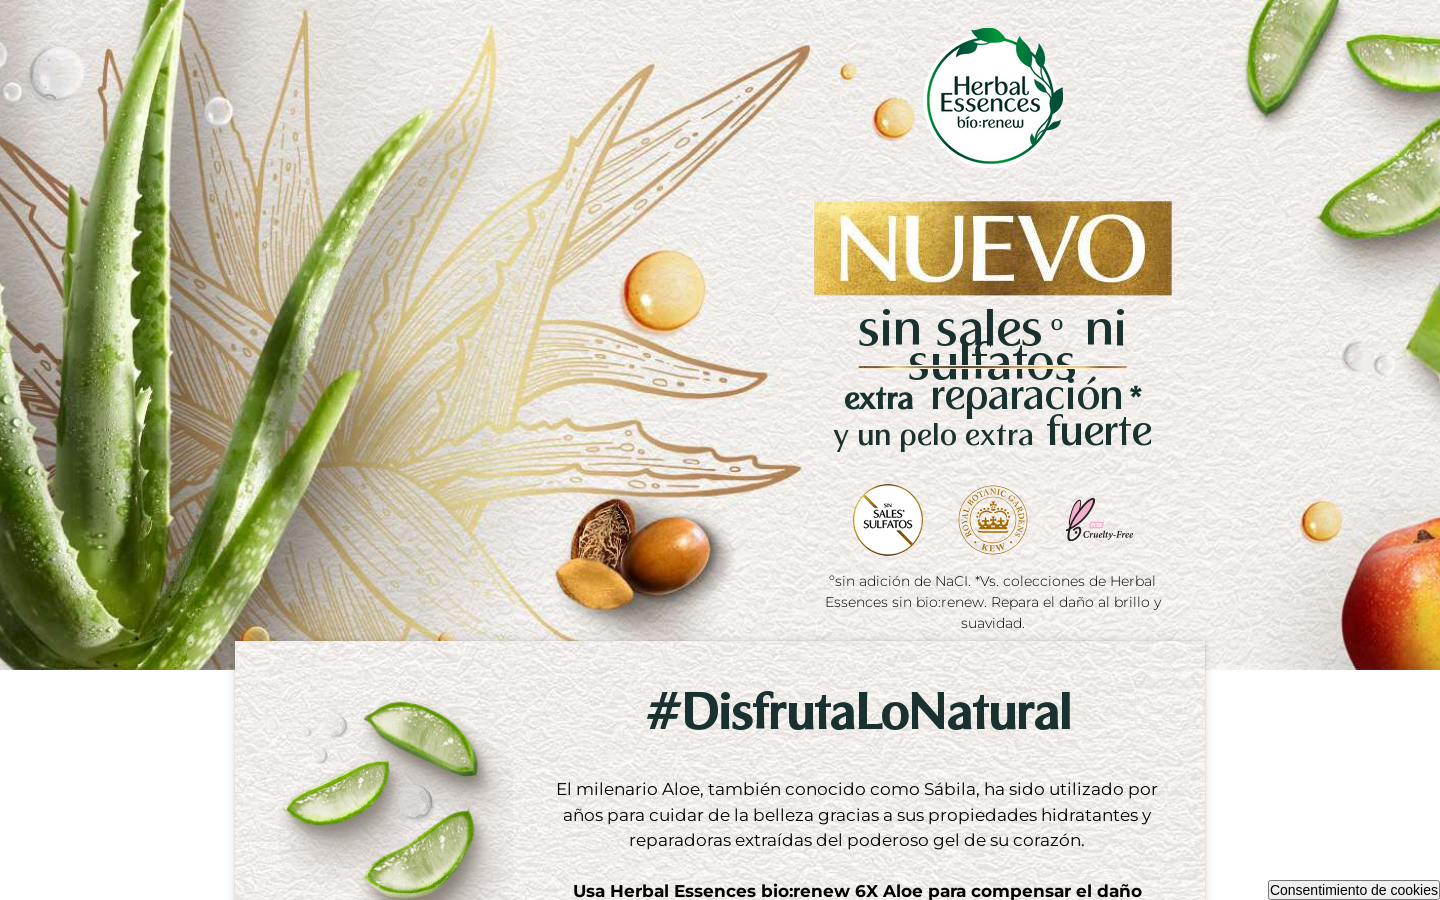 Herbal
Essences
bío:renew
NUEVO
sin sales° ni
sulfatos
extra reparación*
y un pelo extra fuerte
SIN
SALES°
SULFATOS
ROYAL BOTANIC GARDENS
KEW
Cruelty-Free
°sin adición de NaCI. *Vs. colecciones de Herbal
Essences sin bio:renew. Repara el daño al brillo y
suavidad.
#DisfrutaLoNatural
El milenario Aloe, también conocido como Sábila, ha sido utilizado por
años para cuidar de la belleza gracias a sus propiedades hidratantes y
reparadoras extraídas del poderoso gel de su corazón.
Usa Herbal Essences bio:renew 6X Aloe para compensar el daño
Consentimiento de cookies